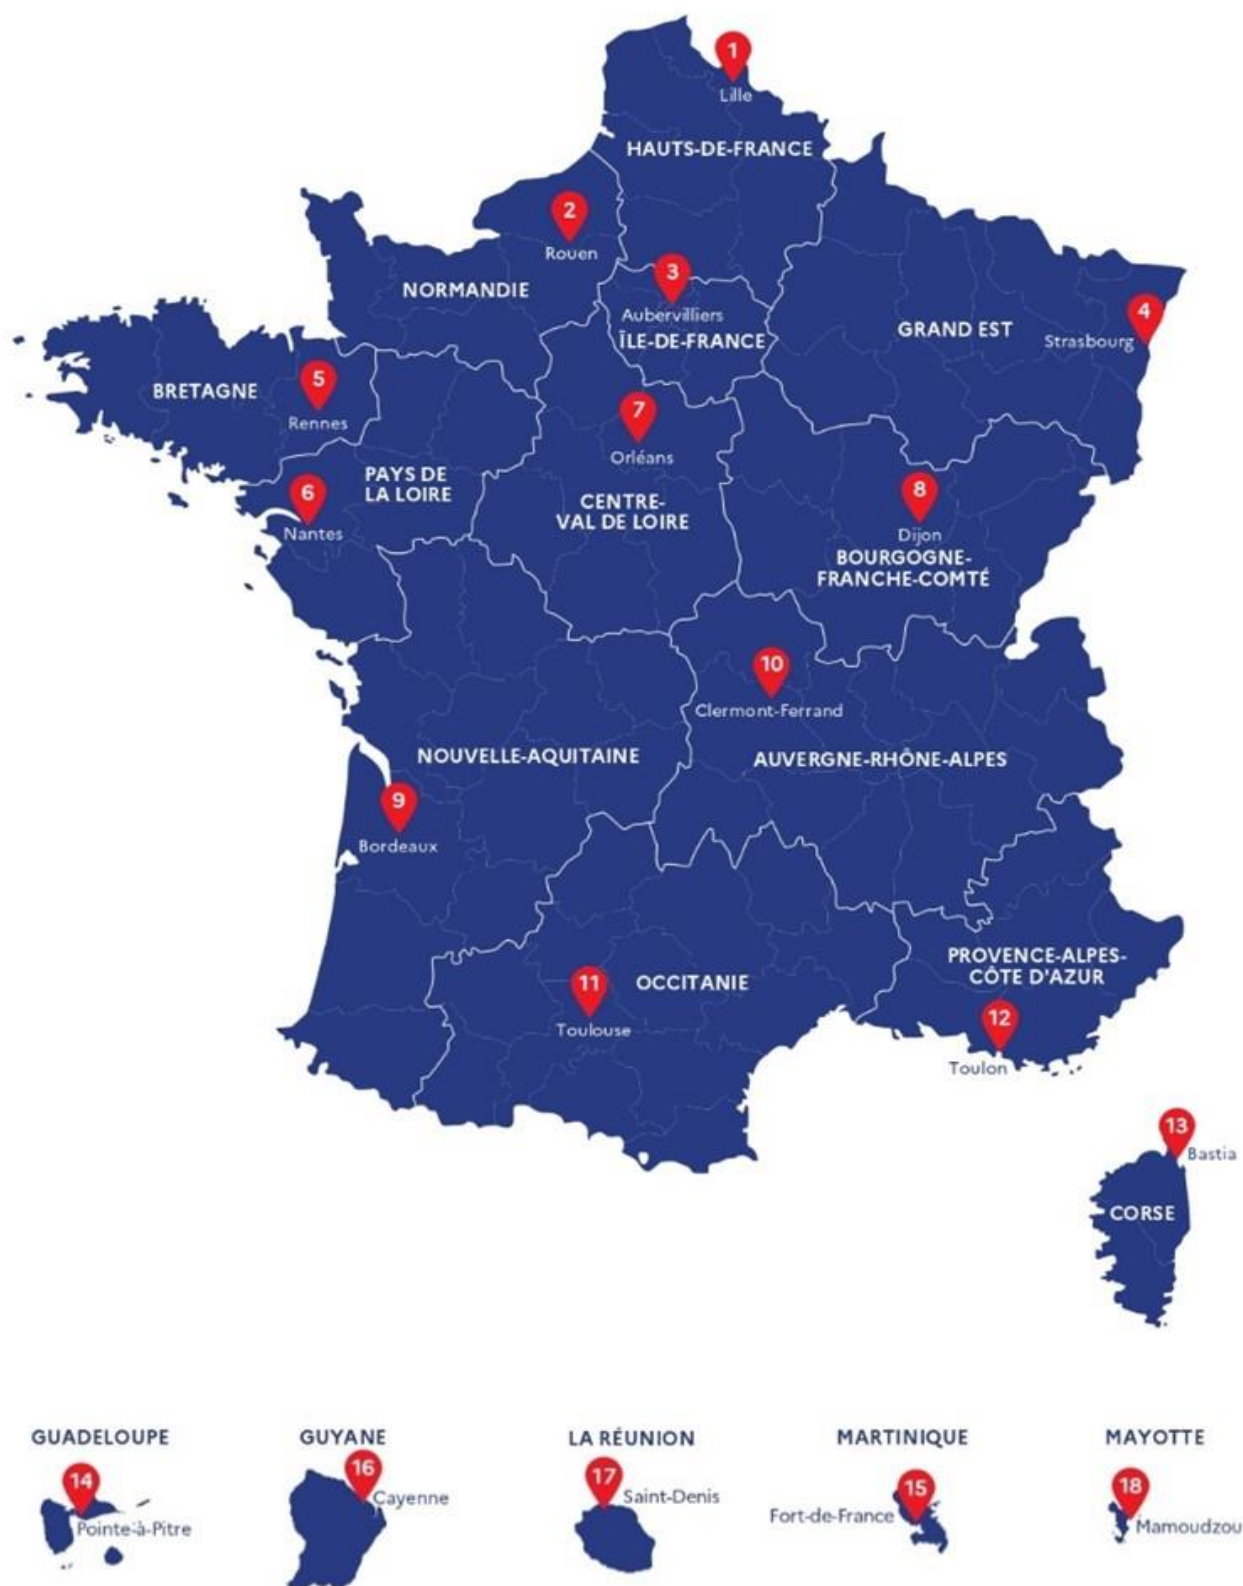 1
Lille
HAUTS-DE-FRANCE
2
Rouen
3
Aubervilliers
ÎLE-DE-FRANCE
NORMANDIE
4
Strasbourg
GRAND EST
BRETAGNE
5
Rennes
7
Orléans
PAYS DE
LA LOIRE
6
Nantes
CENTRE-
VAL DE LOIRE
8
Dijon
BOURGOGNE-
FRANCHE-COMTÉ
10
Clermont-Ferrand
NOUVELLE-AQUITAINE
AUVERGNE-RHÔNE-ALPES
9
Bordeaux
11
Toulouse
OCCITANIE
PROVENCE-ALPES-
CÔTE D'AZUR
12
Toulon
13
Bastia
CORSE
GUADELOUPE
14
Pointe-à-Pitre
GUYANE
16
Cayenne
LA RÉUNION
17
Saint-Denis
MARTINIQUE
15
Fort-de-France
MAYOTTE
18
Mamoudzou